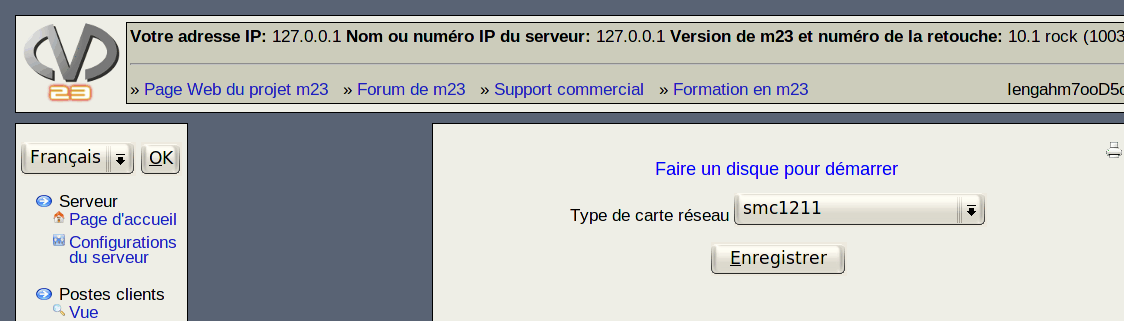 23
Votre adresse IP: 127.0.0.1 Nom ou numéro IP du serveur: 127.0.0.1 Version de m23 et numéro de la retouche: 10.1 rock (1003
» Page Web du projet m23 » Forum de m23 » Support commercial » Formation en m23
Français OK
Serveur
Page d'accueil
Configurations
du serveur
Postes clients
Vue
Faire un disque pour démarrer
Type de carte réseau smc1211
Enregistrer